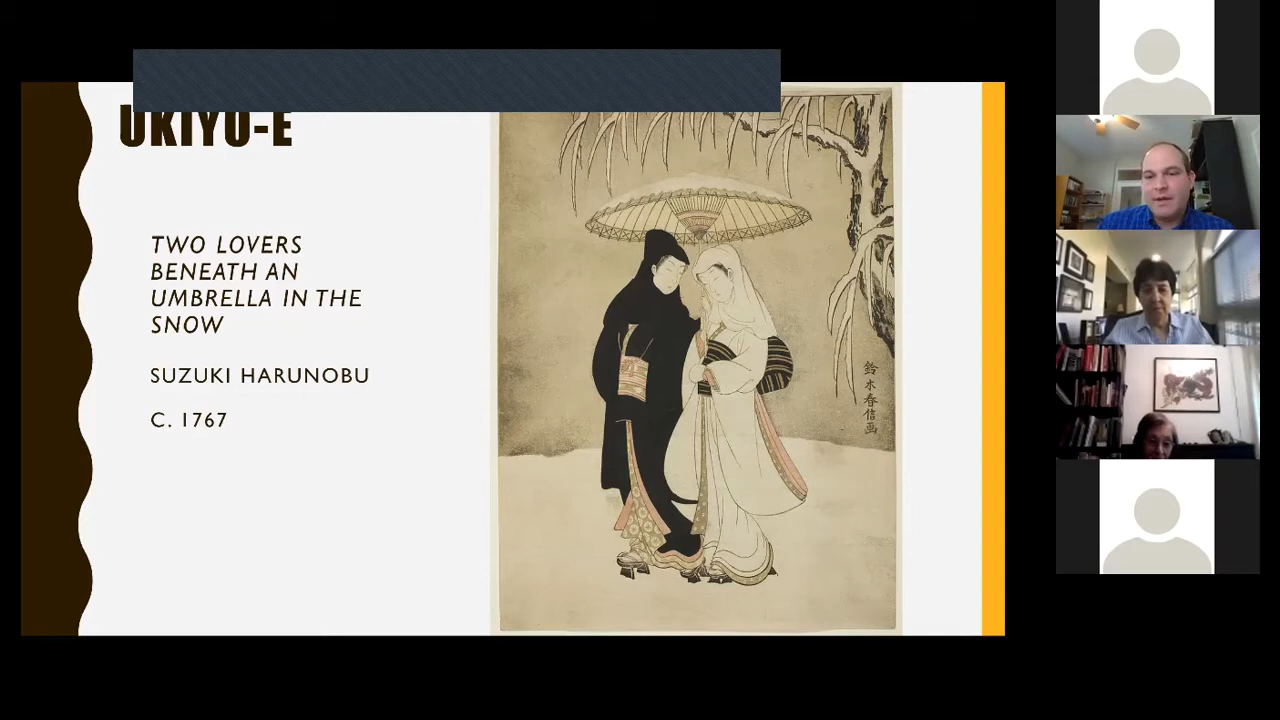 UKIYO-E
TWO LOVERS
BENEATH AN
UMBRELLA IN THE
SNOW
SUZUKI HARUNOBU
C. 1767
鈴木春信画